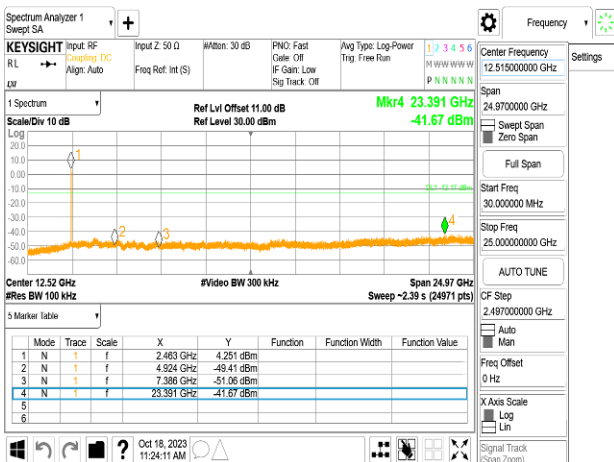 Spectrum Analyzer 1
Swept SA
+
Frequency
KEYSIGHT
Input: RF
Coupling: DC
Align: Auto
Input Z: 50 Ω
Freq Ref: Int (S)
#Atten: 30 dB
PNO: Fast
Gate: Off
IF Gain: Low
Sig Track: Off
Avg Type: Log-Power
Trig: Free Run
1 2 3 4 5 6
M W W W W W
P N N N N N
RL
1 Spectrum
Scale/Div 10 dB
Ref Lvl Offset 11.00 dB
Ref Level 30.00 dBm
Mkr4 23.391 GHz
-41.67 dBm
Log
20.0
10.0
0.00
-10.0
-20.0
-30.0
-40.0
-50.0
-60.0
1
2
3
4
Center 12.52 GHz
#Res BW 100 kHz
#Video BW 300 kHz
Span 24.97 GHz
Sweep ~2.39 s (24971 pts)
5 Marker Table
Mode Trace Scale X Y Function Function Width Function Value
1 N 1 f 2.463 GHz 4.251 dBm
2 N 1 f 4.924 GHz -49.41 dBm
3 N 1 f 7.386 GHz -51.06 dBm
4 N 1 f 23.391 GHz -41.67 dBm
5
6
?
Oct 18, 2023
11:24:11 AM
Center Frequency
12.515000000 GHz
Settings
Span
24.9700000 GHz
Swept Span
Zero Span
Full Span
Start Freq
30.000000 MHz
Stop Freq
25.000000000 GHz
AUTO TUNE
CF Step
2.497000000 GHz
Auto
Man
Freq Offset
0 Hz
X Axis Scale
Log
Lin
Signal Track
(Span Zoom)